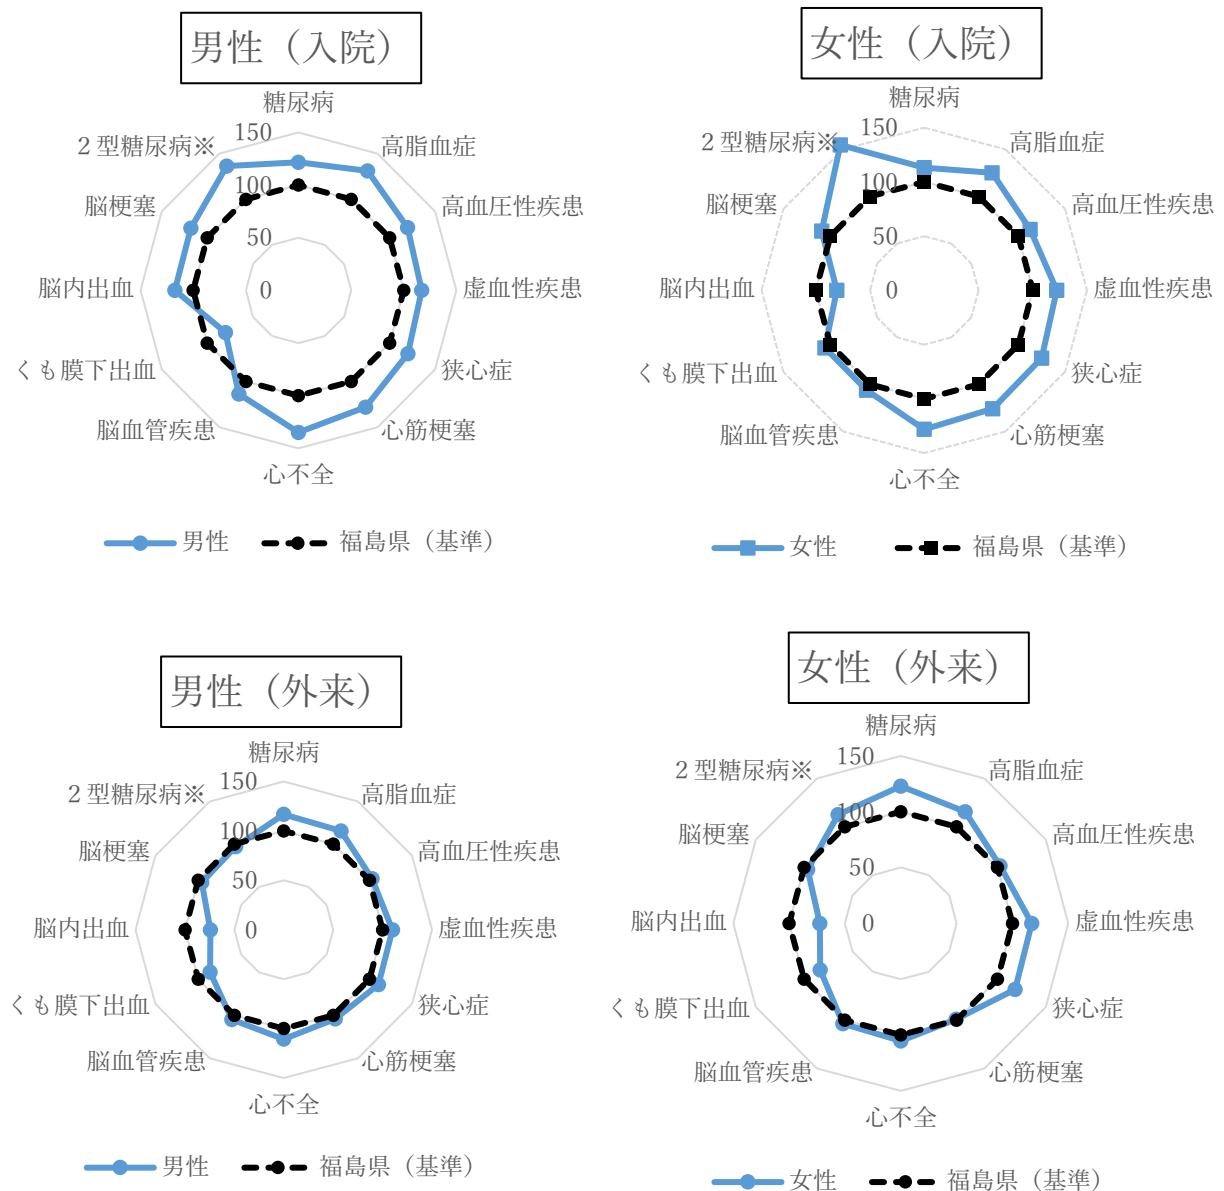 男性（入院）
糖尿病
150
２型糖尿病※
高脂血症
100
脳梗塞
高血圧性疾患
50
脳内出血
0
虚血性疾患
くも膜下出血
狭心症
脳血管疾患
心筋梗塞
心不全
男性
福島県（基準）
女性（入院）
糖尿病
150
２型糖尿病※
高脂血症
100
脳梗塞
高血圧性疾患
50
脳内出血
0
虚血性疾患
くも膜下出血
狭心症
脳血管疾患
心筋梗塞
心不全
女性
福島県（基準）
男性（外来）
糖尿病
150
２型糖尿病※
高脂血症
100
脳梗塞
高血圧性疾患
50
脳内出血
0
虚血性疾患
くも膜下出血
狭心症
脳血管疾患
心筋梗塞
心不全
男性
福島県（基準）
女性（外来）
糖尿病
150
２型糖尿病※
高脂血症
100
脳梗塞
高血圧性疾患
50
脳内出血
0
虚血性疾患
くも膜下出血
狭心症
脳血管疾患
心筋梗塞
心不全
女性
福島県（基準）